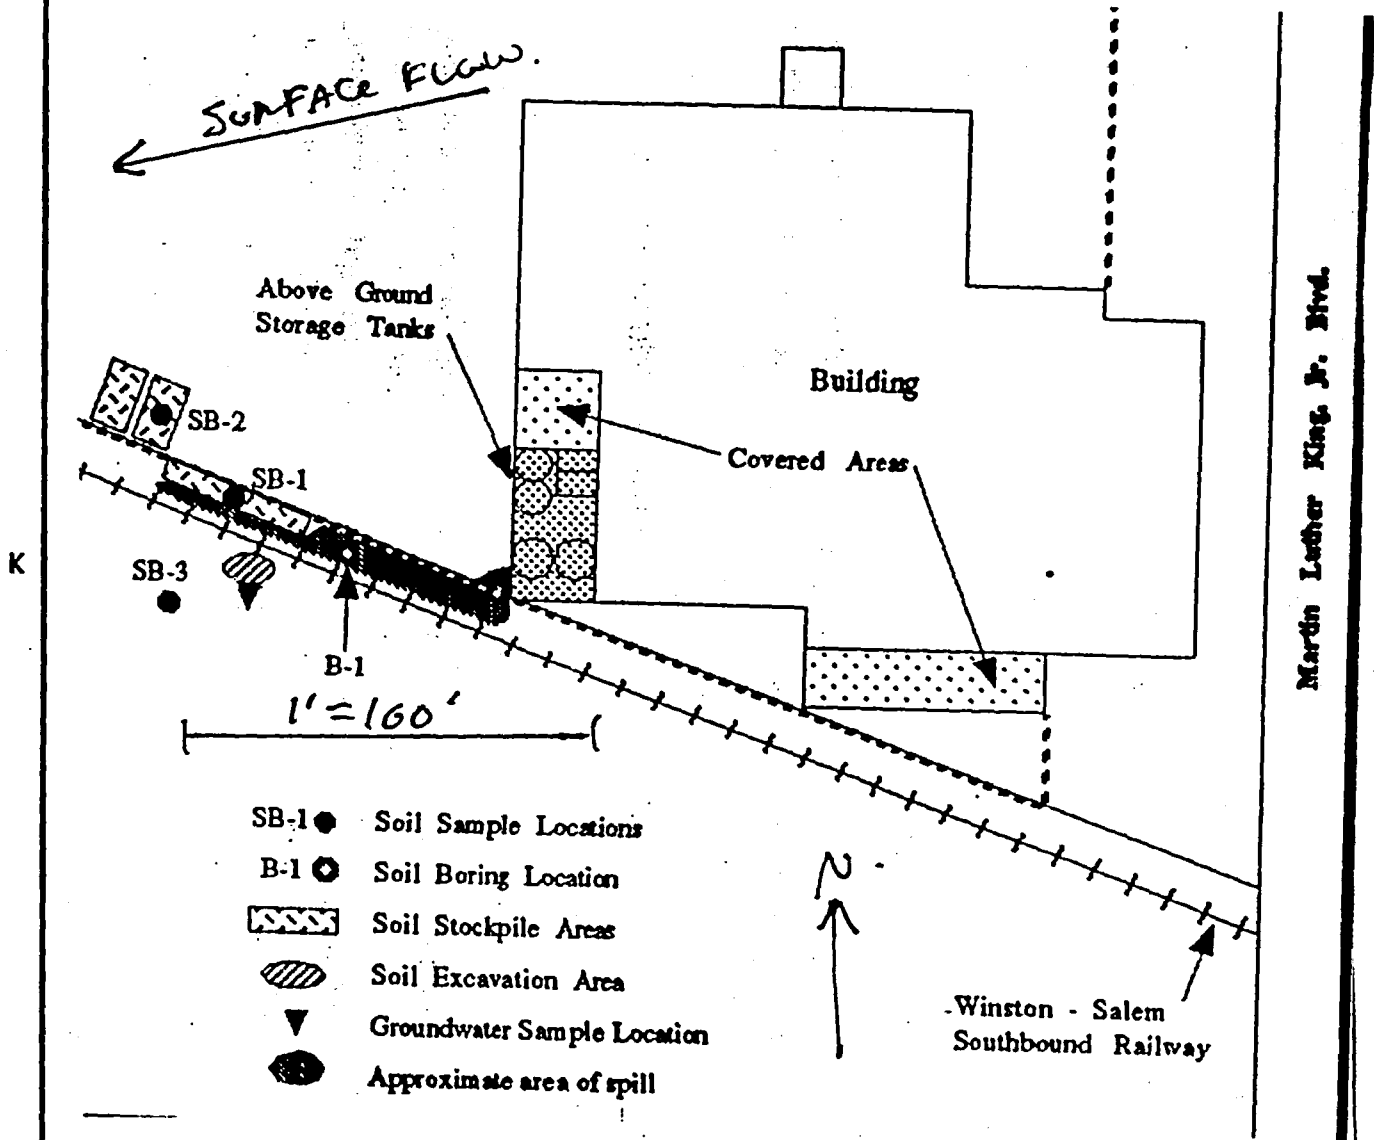 SURFACE FLOW.
Above Ground
Storage Tanks
Building
Covered Areas
SB-2
SB-1
K
SB-3
B-1
1'=160'
Martin Luther King, Jr. Blvd.
SB-1 Soil Sample Locations
B-1 Soil Boring Location
Soil Stockpile Areas
Soil Excavation Area
Groundwater Sample Location
Approximate area of spill
N
Winston - Salem
Southbound Railway